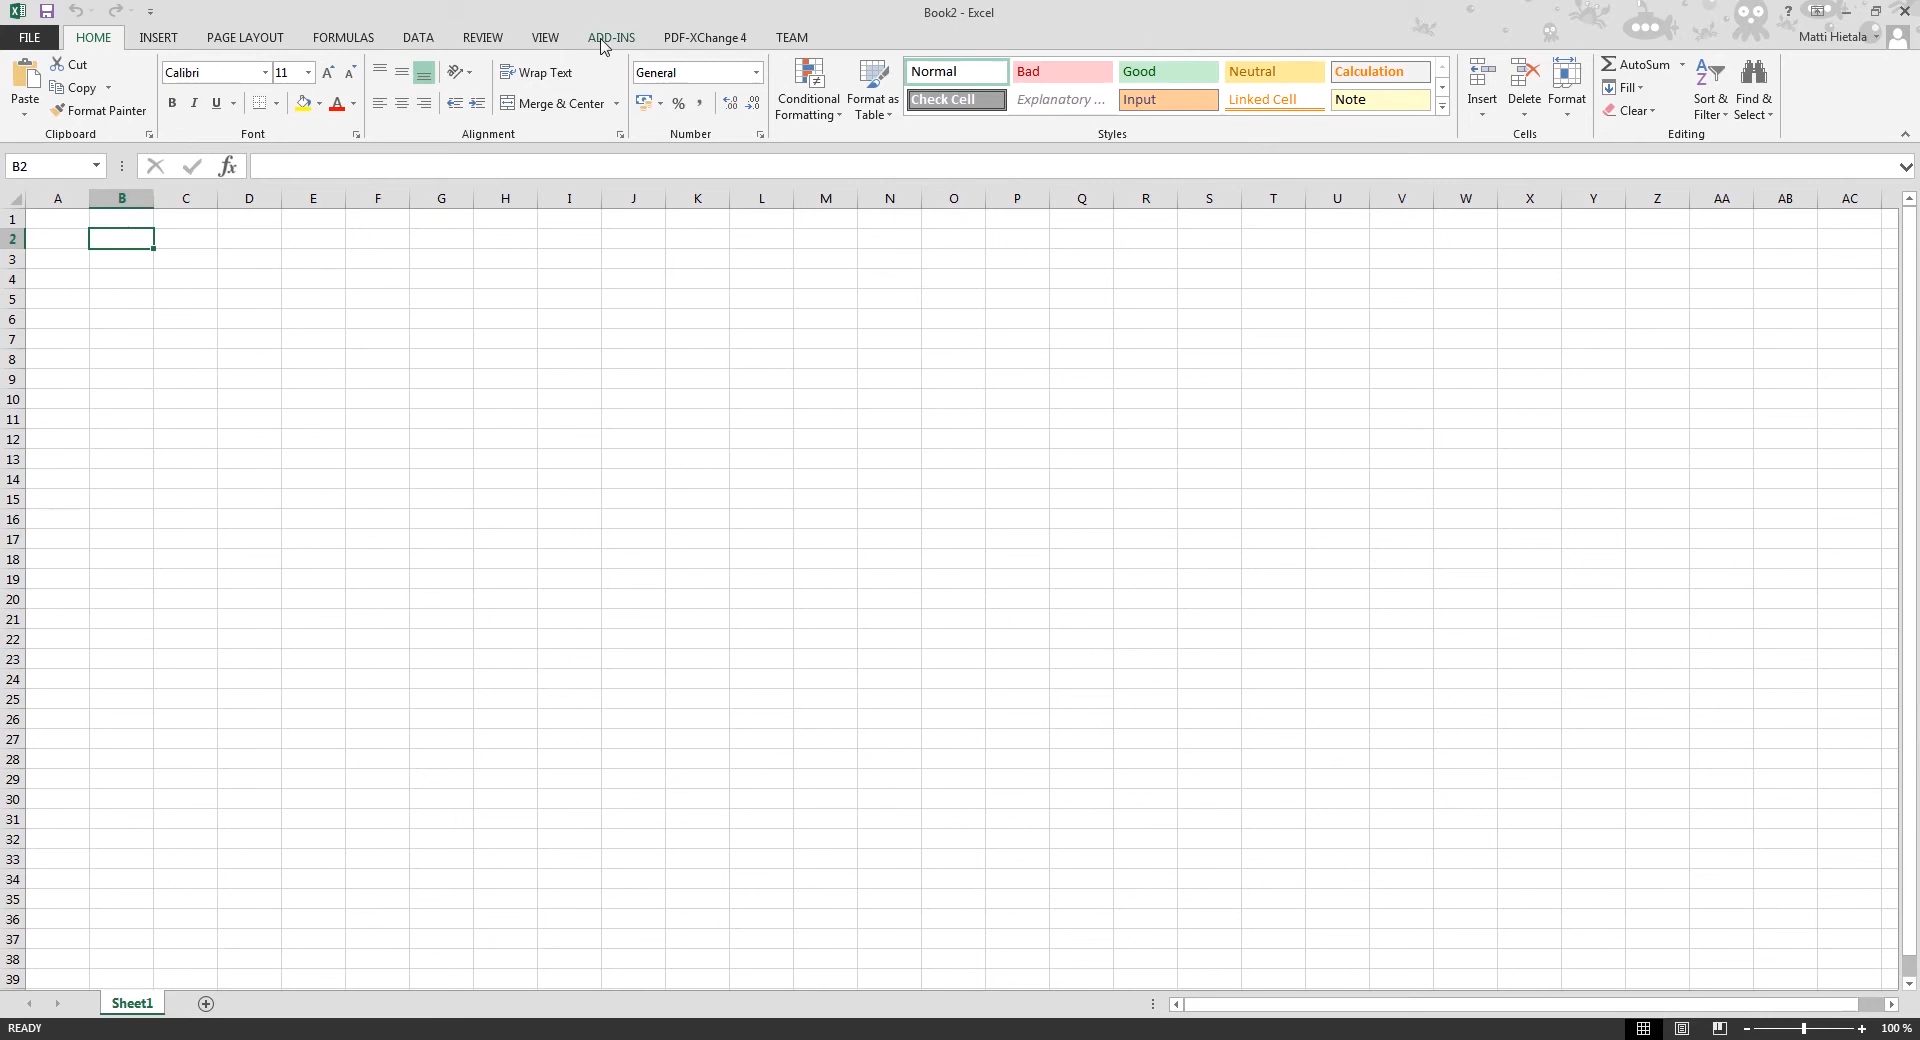 Book2 - Excel
?
FILE HOME INSERT PAGE LAYOUT FORMULAS DATA REVIEW VIEW ADD-INS PDF-XChange 4 TEAM Matti Hietala
Paste
Cut
Copy
Format Painter
Clipboard
Calibri 11
B I U A
Font
Wrap Text
Merge & Center
Alignment
General
% ,
Number
Conditional
Formatting
Format as
Table
Normal Bad Good Neutral Calculation
Check Cell Explanatory ... Input Linked Cell Note
Styles
Insert Delete Format
Cells
AutoSum
Fill
Clear
Sort &
Filter
Find &
Select
Editing
B2 fx
A B C D E F G H I J K L M N O P Q R S T U V W X Y Z AA AB AC
1
2
3
4
5
6
7
8
9
10
11
12
13
14
15
16
17
18
19
20
21
22
23
24
25
26
27
28
29
30
31
32
33
34
35
36
37
38
39
Sheet1
READY 100 %